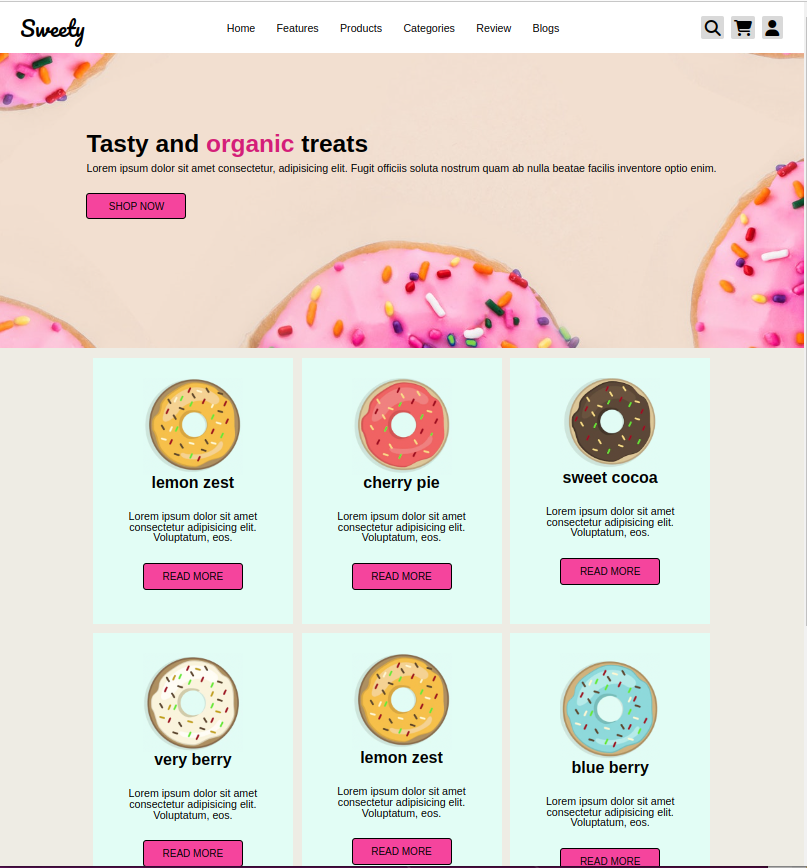 Sweety
Home Features Products Categories Review Blogs
Tasty and organic treats
Lorem ipsum dolor sit amet consectetur, adipisicing elit. Fugit officiis soluta nostrum quam ab nulla beatae facilis inventore optio enim.
SHOP NOW
lemon zest
Lorem ipsum dolor sit amet
consectetur adipisicing elit.
Voluptatum, eos.
READ MORE
cherry pie
Lorem ipsum dolor sit amet
consectetur adipisicing elit.
Voluptatum, eos.
READ MORE
sweet cocoa
Lorem ipsum dolor sit amet
consectetur adipisicing elit.
Voluptatum, eos.
READ MORE
very berry
Lorem ipsum dolor sit amet
consectetur adipisicing elit.
Voluptatum, eos.
READ MORE
lemon zest
Lorem ipsum dolor sit amet
consectetur adipisicing elit.
Voluptatum, eos.
READ MORE
blue berry
Lorem ipsum dolor sit amet
consectetur adipisicing elit.
Voluptatum, eos.
READ MORE